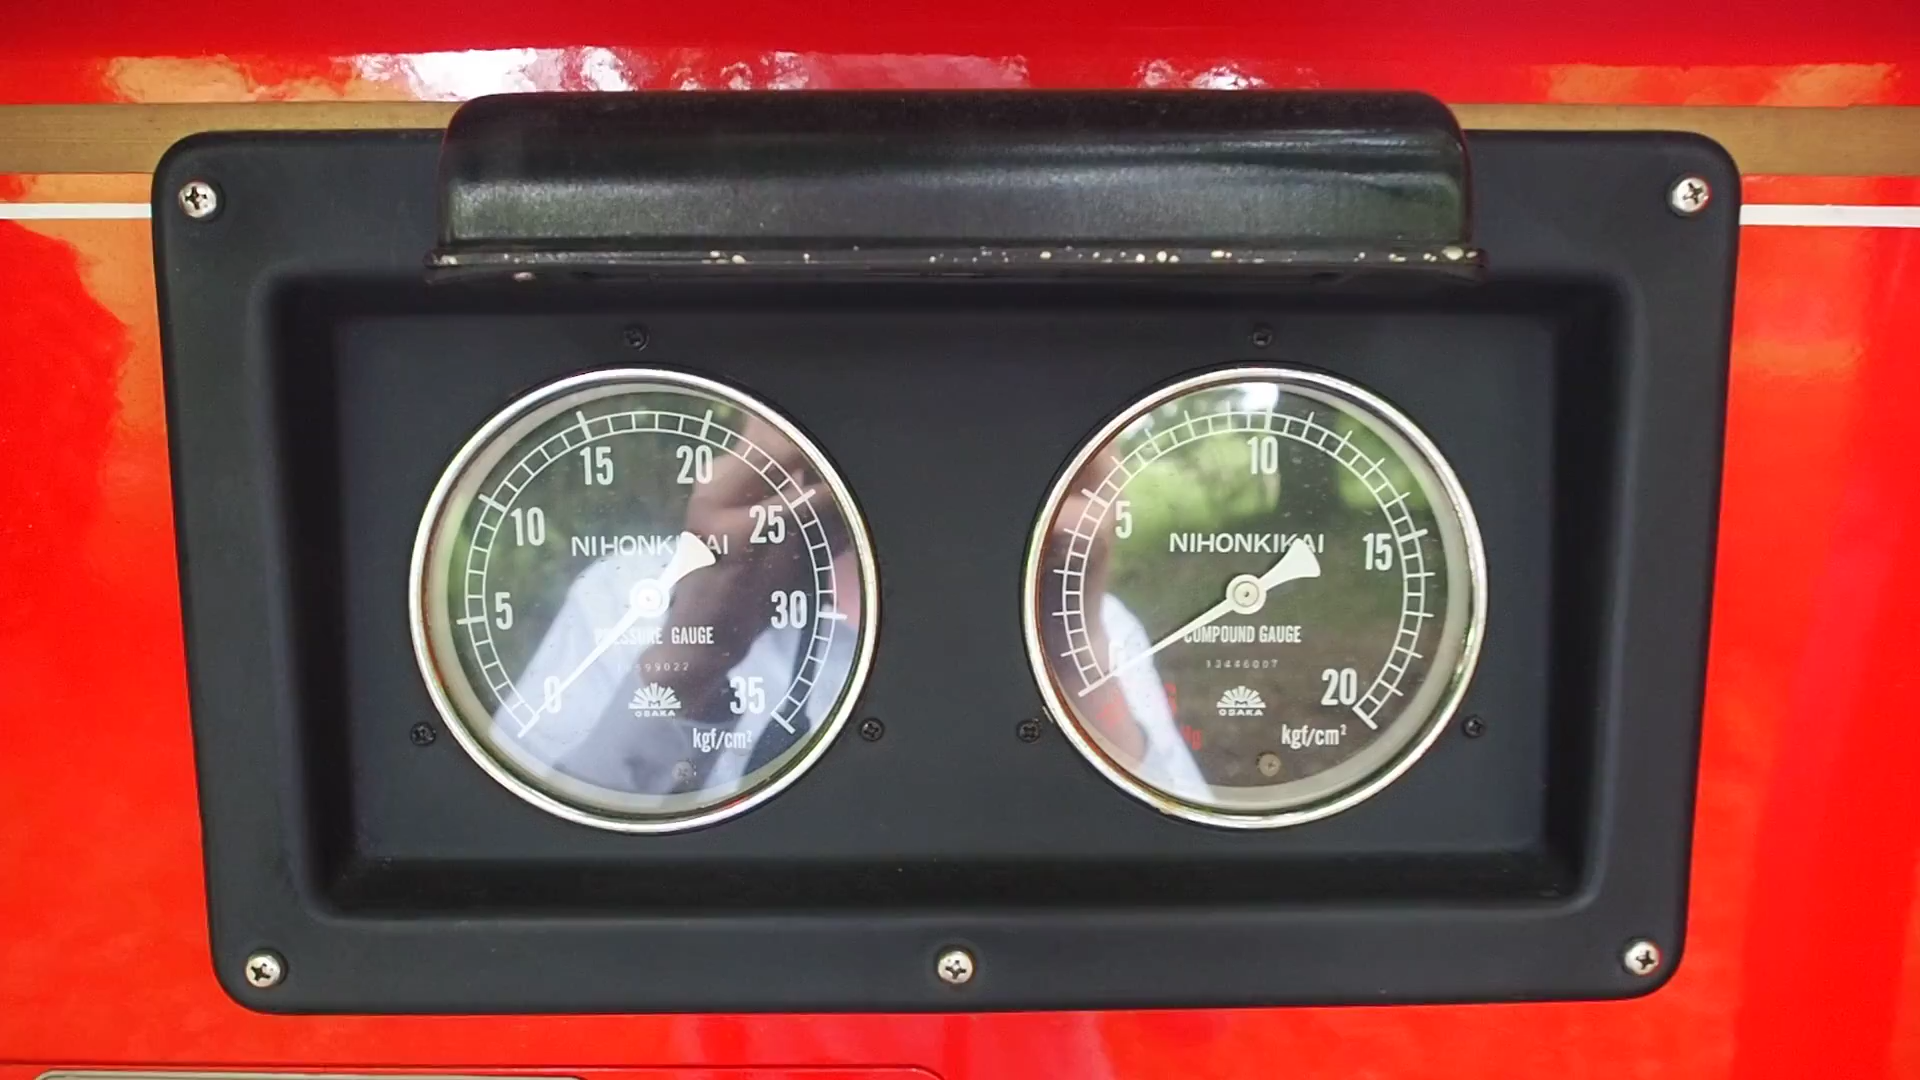 15 20
10 25
NIHONKIKAI
5 30
PRESSURE GAUGE
0 35
OSAKA
kgf/cm²
10
5 15
NIHONKIKAI
COMPOUND GAUGE
13446007
0 20
OSAKA
kgf/cm²